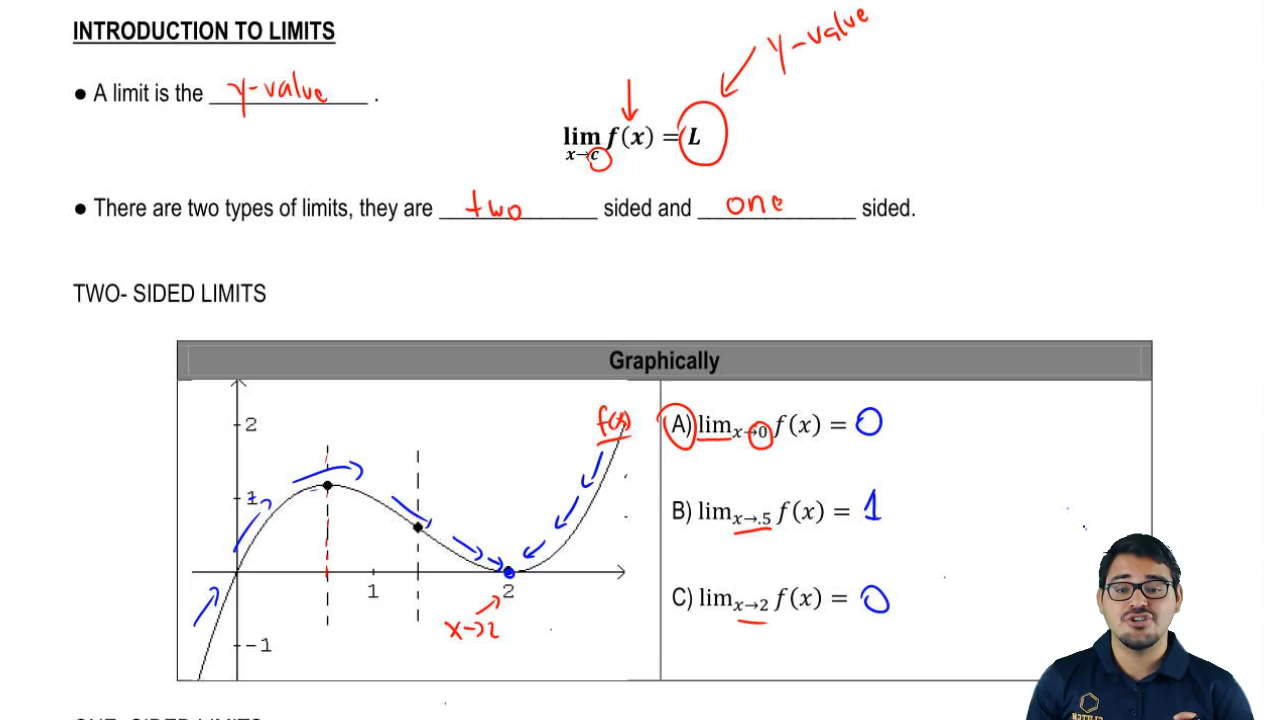 INTRODUCTION TO LIMITS
Y-value
● A limit is the y-value .
lim f(x) = L
x→c
● There are two types of limits, they are two sided and one sided.
TWO- SIDED LIMITS
Graphically
2
f(x)
A) lim x→0 f(x) = 0
1
B) lim x→.5 f(x) = 1
1
2
C) lim x→2 f(x) = 0
x→2
-1